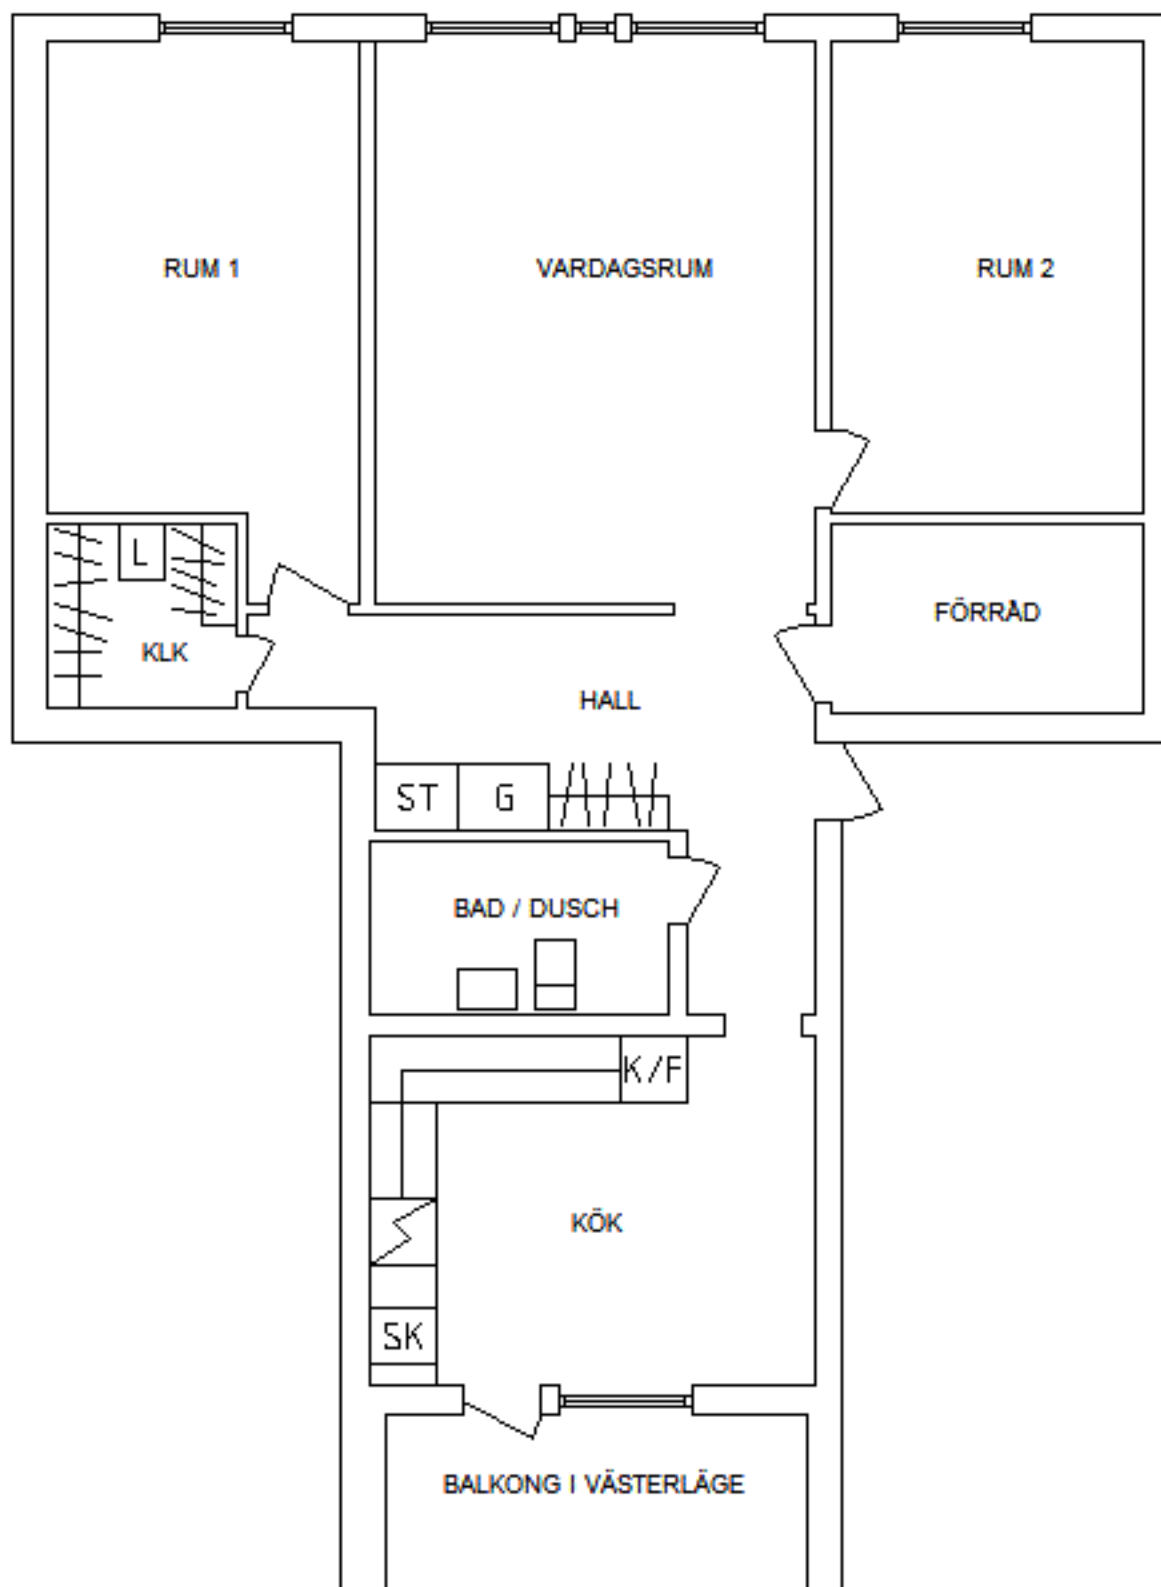 RUM 1
VARDAGSRUM
RUM 2
L
KLK
FÖRRÅD
HALL
ST
G
BAD / DUSCH
K/F
KÖK
SK
BALKONG I VÄSTERLÄGE